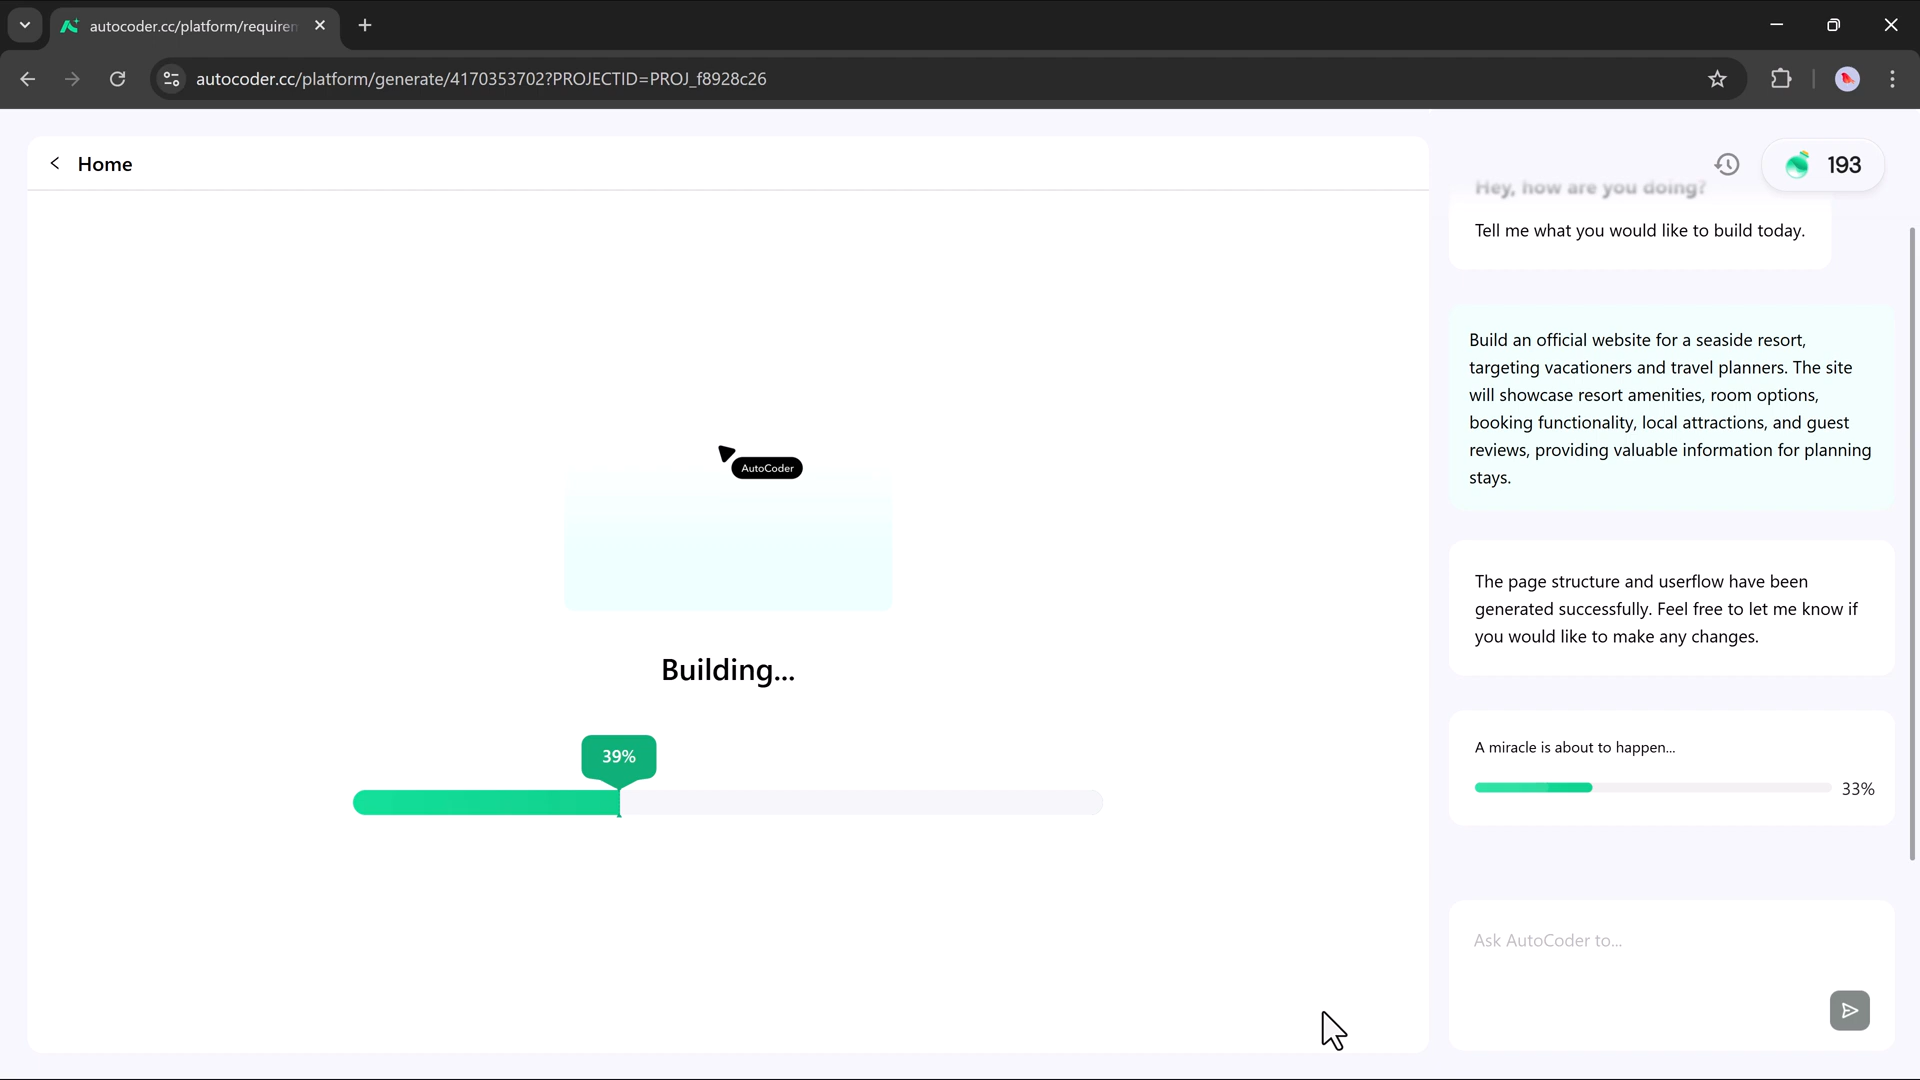 autocoder.cc/platform/requirem
autocoder.cc/platform/generate/4170353702?PROJECTID=PROJ_f8928c26
Home
193
Hey, how are you doing?
Tell me what you would like to build today.
Build an official website for a seaside resort,
targeting vacationers and travel planners. The site
will showcase resort amenities, room options,
booking functionality, local attractions, and guest
reviews, providing valuable information for planning
stays.
AutoCoder
The page structure and userflow have been
generated successfully. Feel free to let me know if
you would like to make any changes.
Building...
39%
A miracle is about to happen...
33%
Ask AutoCoder to...